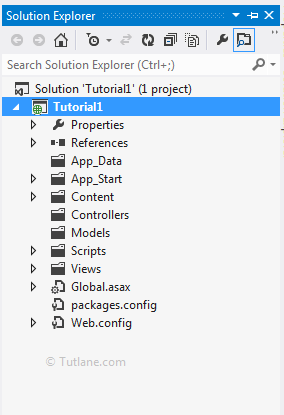 Solution Explorer
Search Solution Explorer (Ctrl+;)
Solution 'Tutorial1' (1 project)
Tutorial1
Properties
References
App_Data
App_Start
Content
Controllers
Models
Scripts
Views
Global.asax
packages.config
Web.config
© Tutlane.com